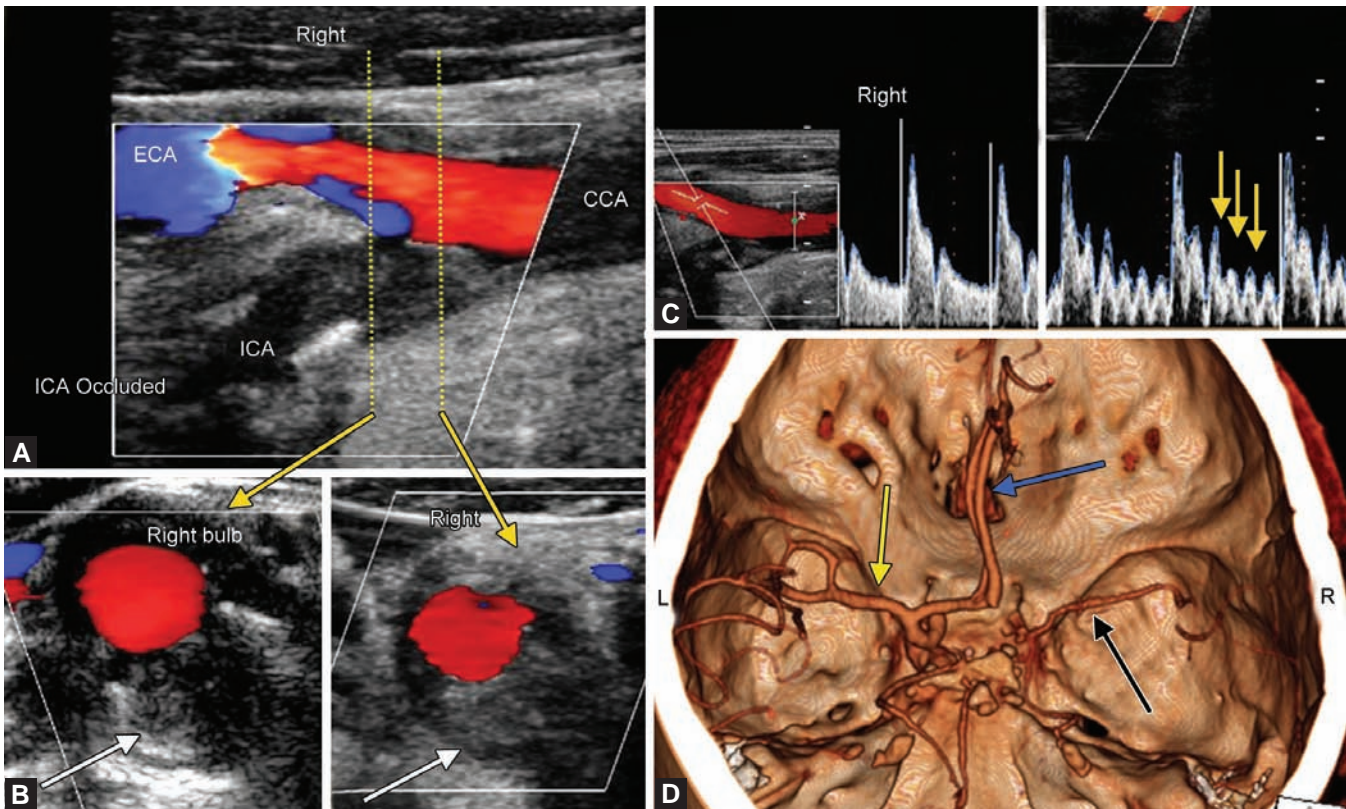 Right
ECA
CCA
ICA
ICA Occluded
A
Right bulb
Right
B
Right
C
L
R
D